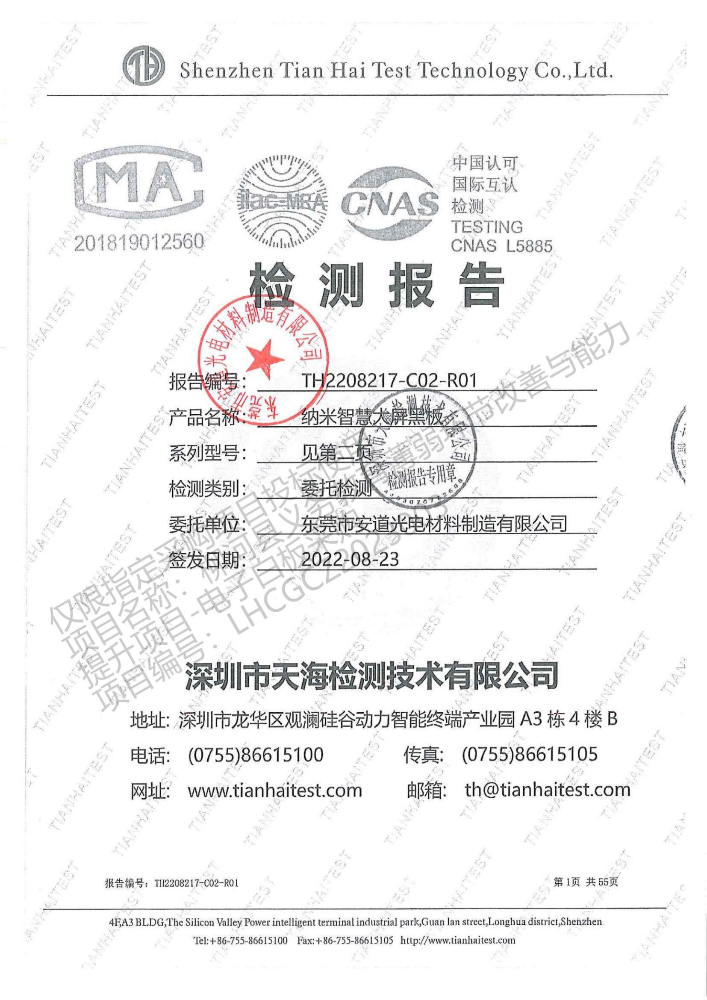 TH Shenzhen Tian Hai Test Technology Co.,Ltd.
MA
ilac-MRA
CNAS
中国认可
国际互认
检测
TESTING
CNAS L5885
201819012560
检测报告
东莞市安道光电材料制造有限公司
报告编号: TH2208217-C02-R01
产品名称: 纳米智慧大屏黑板
系列型号: 见第二页
检测类别: 委托检测
委托单位: 东莞市安道光电材料制造有限公司
签发日期: 2022-08-23
深圳市天海检测技术有限公司
检测报告专用章
仅限指定采购项目投标使用,
项目名称:柳河县义务教育薄弱环节改善与能力
提升项目-电子白板采购
项目编号:LHCGCZ2023003
深圳市天海检测技术有限公司
地址: 深圳市龙华区观澜硅谷动力智能终端产业园 A3 栋 4 楼 B
电话: (0755)86615100 传真: (0755)86615105
网址: www.tianhaitest.com 邮箱: th@tianhaitest.com
报告编号: TH2208217-C02-R01 第 1页 共 55页
4F,A3 BLDG,The Silicon Valley Power intelligent terminal industrial park,Guan lan street,Longhua district,Shenzhen
Tel:+86-755-86615100 Fax:+86-755-86615105 http://www.tianhaitest.com
TIANHAITEST